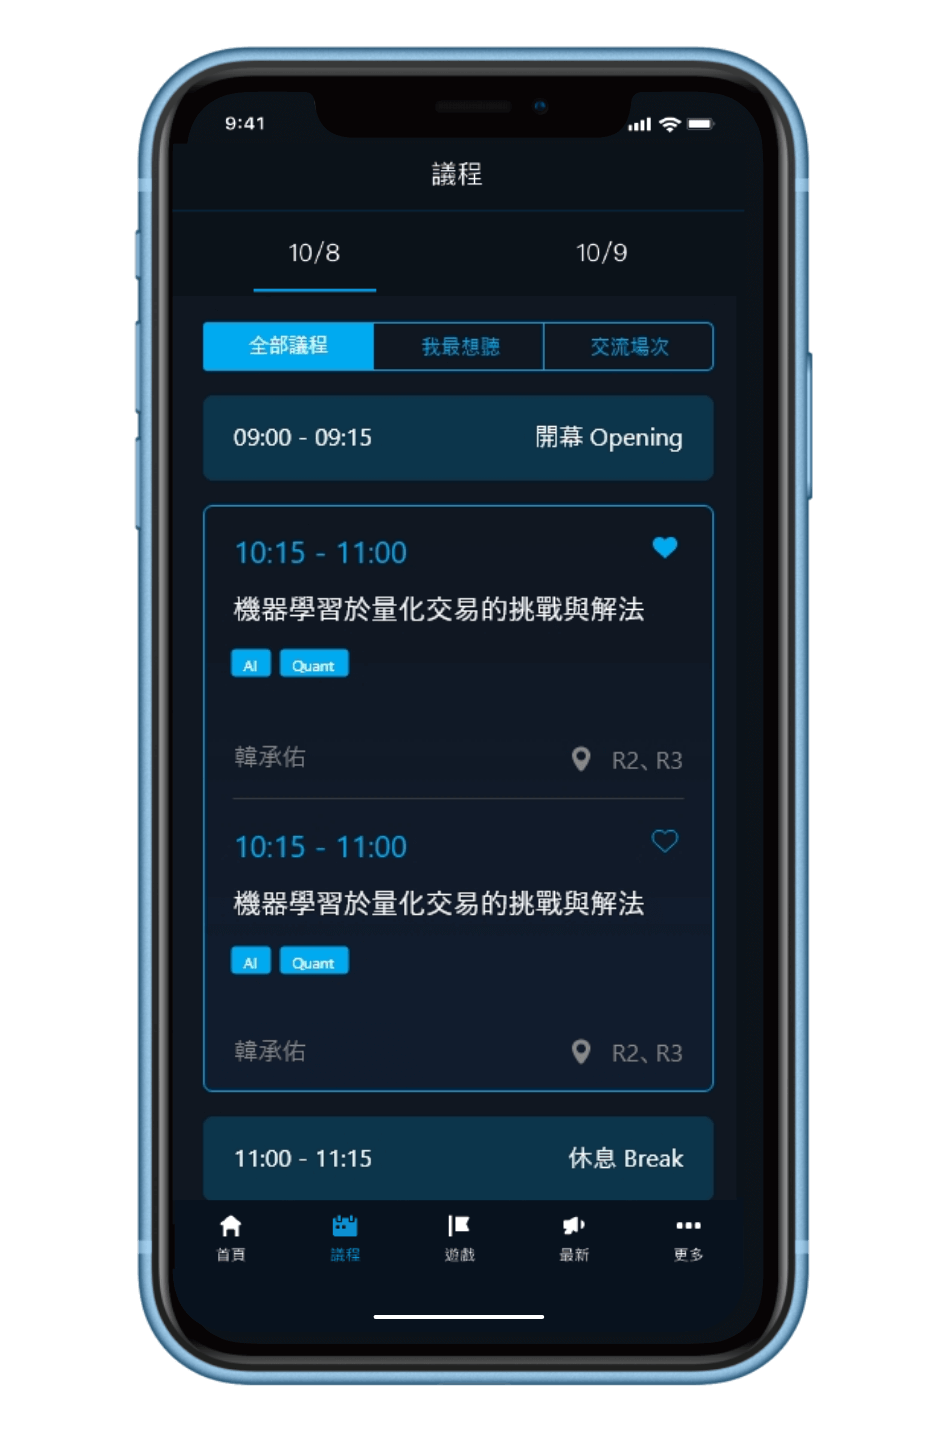 9:41
議程
10/8 10/9
全部議程 我最想聽 交流場次
09:00 - 09:15 開幕 Opening
10:15 - 11:00
機器學習於量化交易的挑戰與解法
AI Quant
韓承佑 R2、R3
10:15 - 11:00
機器學習於量化交易的挑戰與解法
AI Quant
韓承佑 R2、R3
11:00 - 11:15 休息 Break
首頁 議程 遊戲 最新 更多